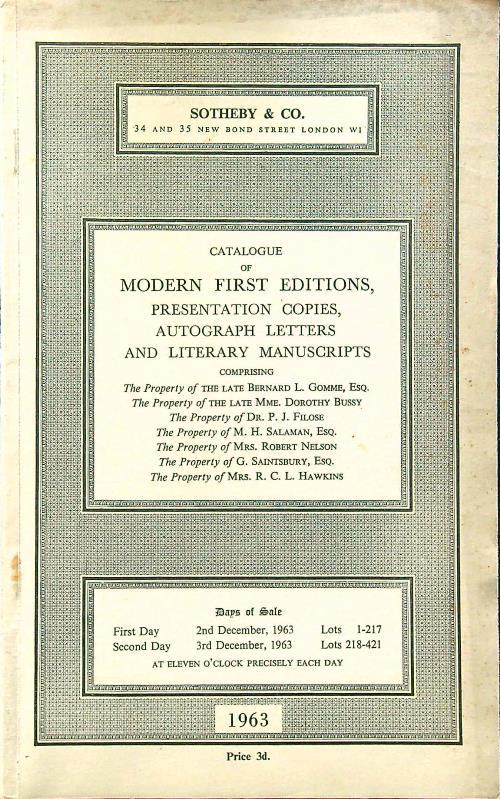 SOTHEBY & CO.
34 AND 35 NEW BOND STREET LONDON W1
CATALOGUE
OF
MODERN FIRST EDITIONS,
PRESENTATION COPIES,
AUTOGRAPH LETTERS
AND LITERARY MANUSCRIPTS
COMPRISING
The Property of THE LATE BERNARD L. GOMME, ESQ.
The Property of THE LATE MME. DOROTHY BUSSY
The Property of DR. P. J. FILOSE
The Property of M. H. SALAMAN, ESQ.
The Property of MRS. ROBERT NELSON
The Property of G. SAINTSBURY, ESQ.
The Property of MRS. R. C. L. HAWKINS
Days of Sale
First Day 2nd December, 1963 Lots 1-217
Second Day 3rd December, 1963 Lots 218-421
AT ELEVEN O'CLOCK PRECISELY EACH DAY
1963
Price 3d.